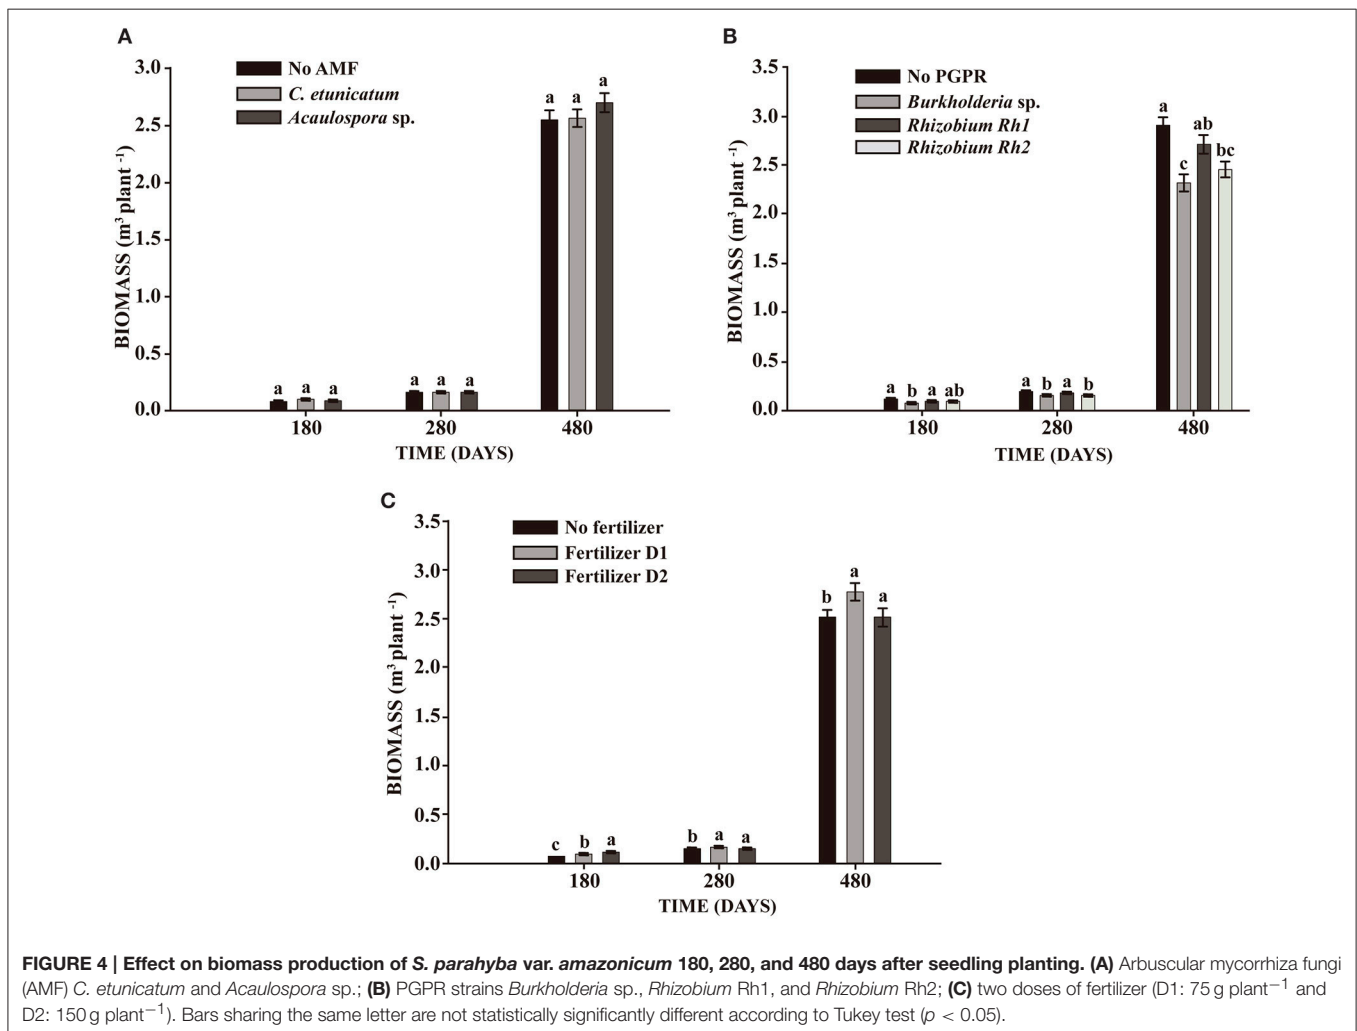 A
No AMF
C. etunicatum
Acaulospora sp.
BIOMASS (m³ plant ⁻¹)
3.0
2.5
2.0
1.5
1.0
0.5
0.0
a a a
a a a
a a a
180 280 480
TIME (DAYS)
B
No PGPR
Burkholderia sp.
Rhizobium Rh1
Rhizobium Rh2
BIOMASS (m³ plant ⁻¹)
3.5
3.0
2.5
2.0
1.5
1.0
0.5
0.0
a b a ab
a b a b
a c ab bc
180 280 480
TIME (DAYS)
C
No fertilizer
Fertilizer D1
Fertilizer D2
BIOMASS (m³ plant ⁻¹)
3.5
3.0
2.5
2.0
1.5
1.0
0.5
0.0
c b a
b a a
b a a
180 280 480
TIME (DAYS)
FIGURE 4 | Effect on biomass production of S. parahyba var. amazonicum 180, 280, and 480 days after seedling planting. (A) Arbuscular mycorrhiza fungi
(AMF) C. etunicatum and Acaulospora sp.; (B) PGPR strains Burkholderia sp., Rhizobium Rh1, and Rhizobium Rh2; (C) two doses of fertilizer (D1: 75 g plant⁻¹ and
D2: 150 g plant⁻¹). Bars sharing the same letter are not statistically significantly different according to Tukey test (p < 0.05).